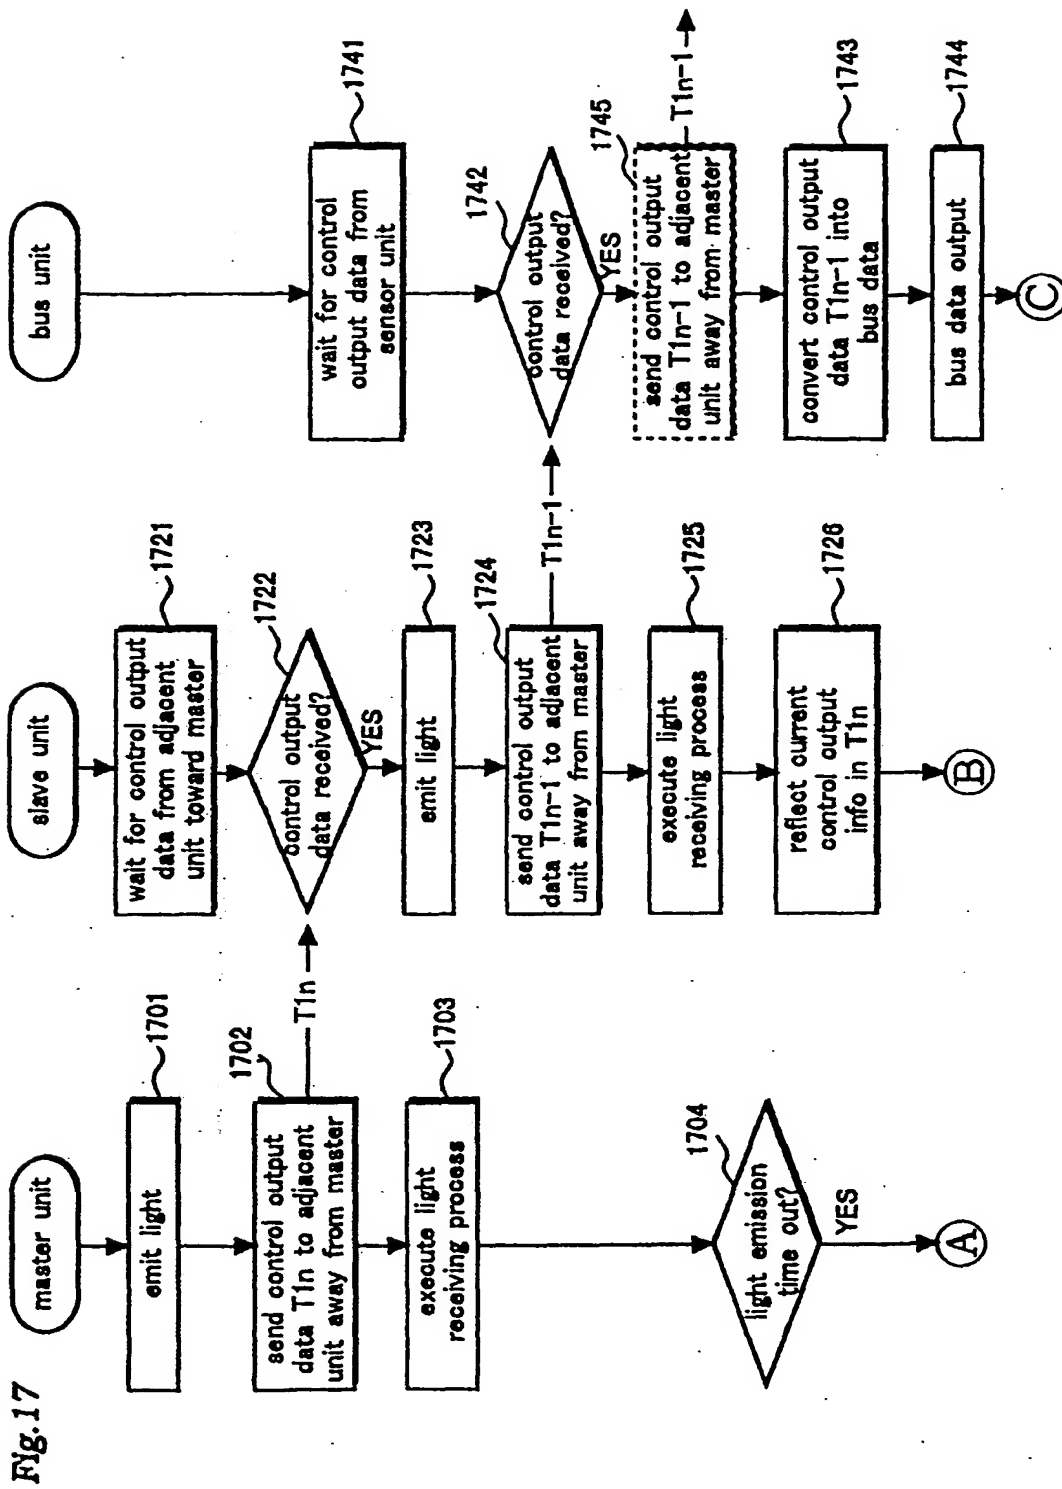 Fig.17
master unit
emit light
1701
send control output
data T1n to adjacent
unit away from master
1702
T1n
execute light
receiving process
1703
light emission
time out?
1704
YES
A
slave unit
wait for control output
data from adjacent
unit toward master
1721
control output
data received?
1722
YES
emit light
1723
send control output
data T1n-1 to adjacent
unit away from master
1724
T1n-1
execute light
receiving process
1725
reflect current
control output
info in T1n
1726
B
bus unit
wait for control
output data from
sensor unit
1741
control output
data received?
1742
YES
send control output
data T1n-1 to adjacent
unit away from master
1745
T1n-1
convert control output
data T1n-1 into
bus data
1743
bus data output
1744
C